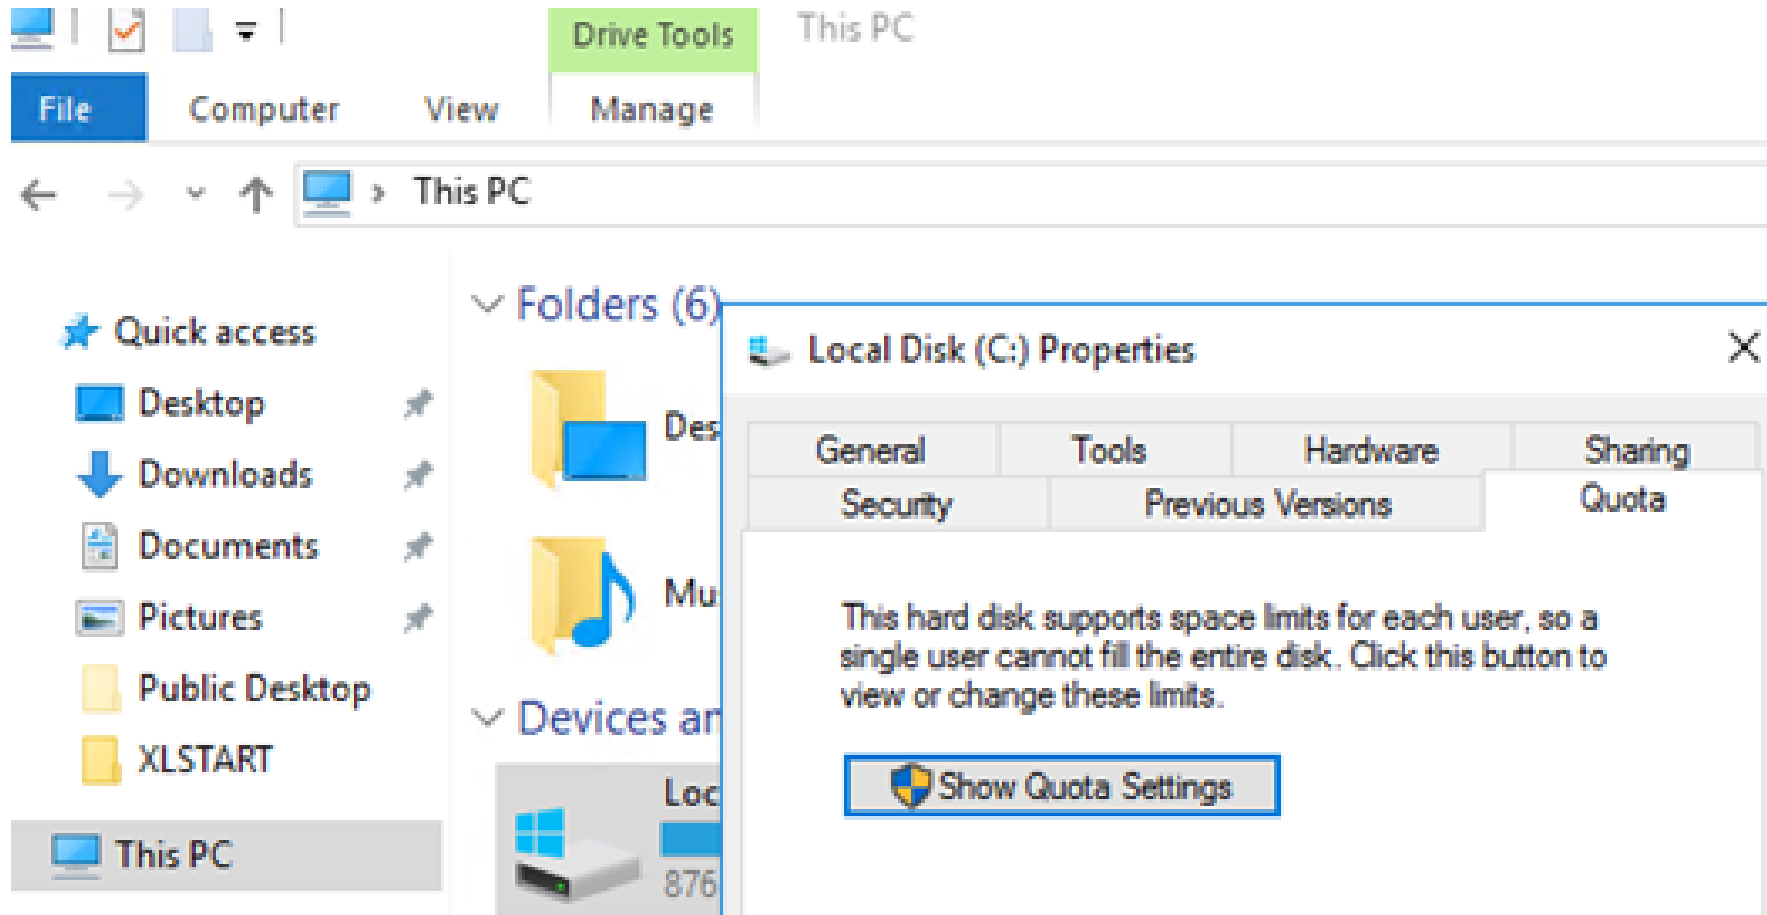 Drive Tools
This PC
File
Computer
View
Manage
This PC
Quick access
Desktop
Downloads
Documents
Pictures
Public Desktop
XLSTART
This PC
Folders (6)
Des
Mus
Devices an
Loc
876
Local Disk (C:) Properties
General
Tools
Hardware
Sharing
Security
Previous Versions
Quota
This hard disk supports space limits for each user, so a
single user cannot fill the entire disk. Click this button to
view or change these limits.
Show Quota Settings